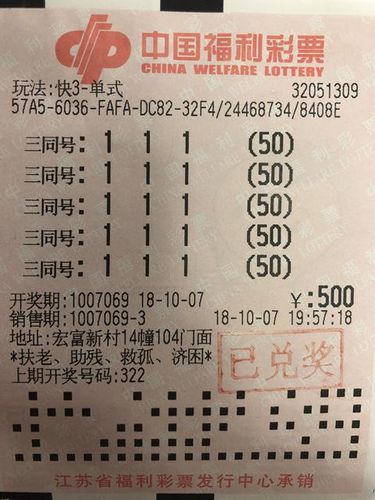 中国福利彩票
CHINA WELFARE LOTTERY
玩法:快3-单式 32051309
57A5-6036-FAFA-DC82-32F4/24468734/8408E
三同号: 1 1 1 (50)
三同号: 1 1 1 (50)
三同号: 1 1 1 (50)
三同号: 1 1 1 (50)
三同号: 1 1 1 (50)
开奖期:1007069 18-10-07 ¥:500
销售期:1007069-3 18-10-07 19:57:18
地址:宏富新村14幢104门面
*扶老、助残、救孤、济困*
上期开奖号码:322
已兑奖
江苏省福利彩票发行中心承销